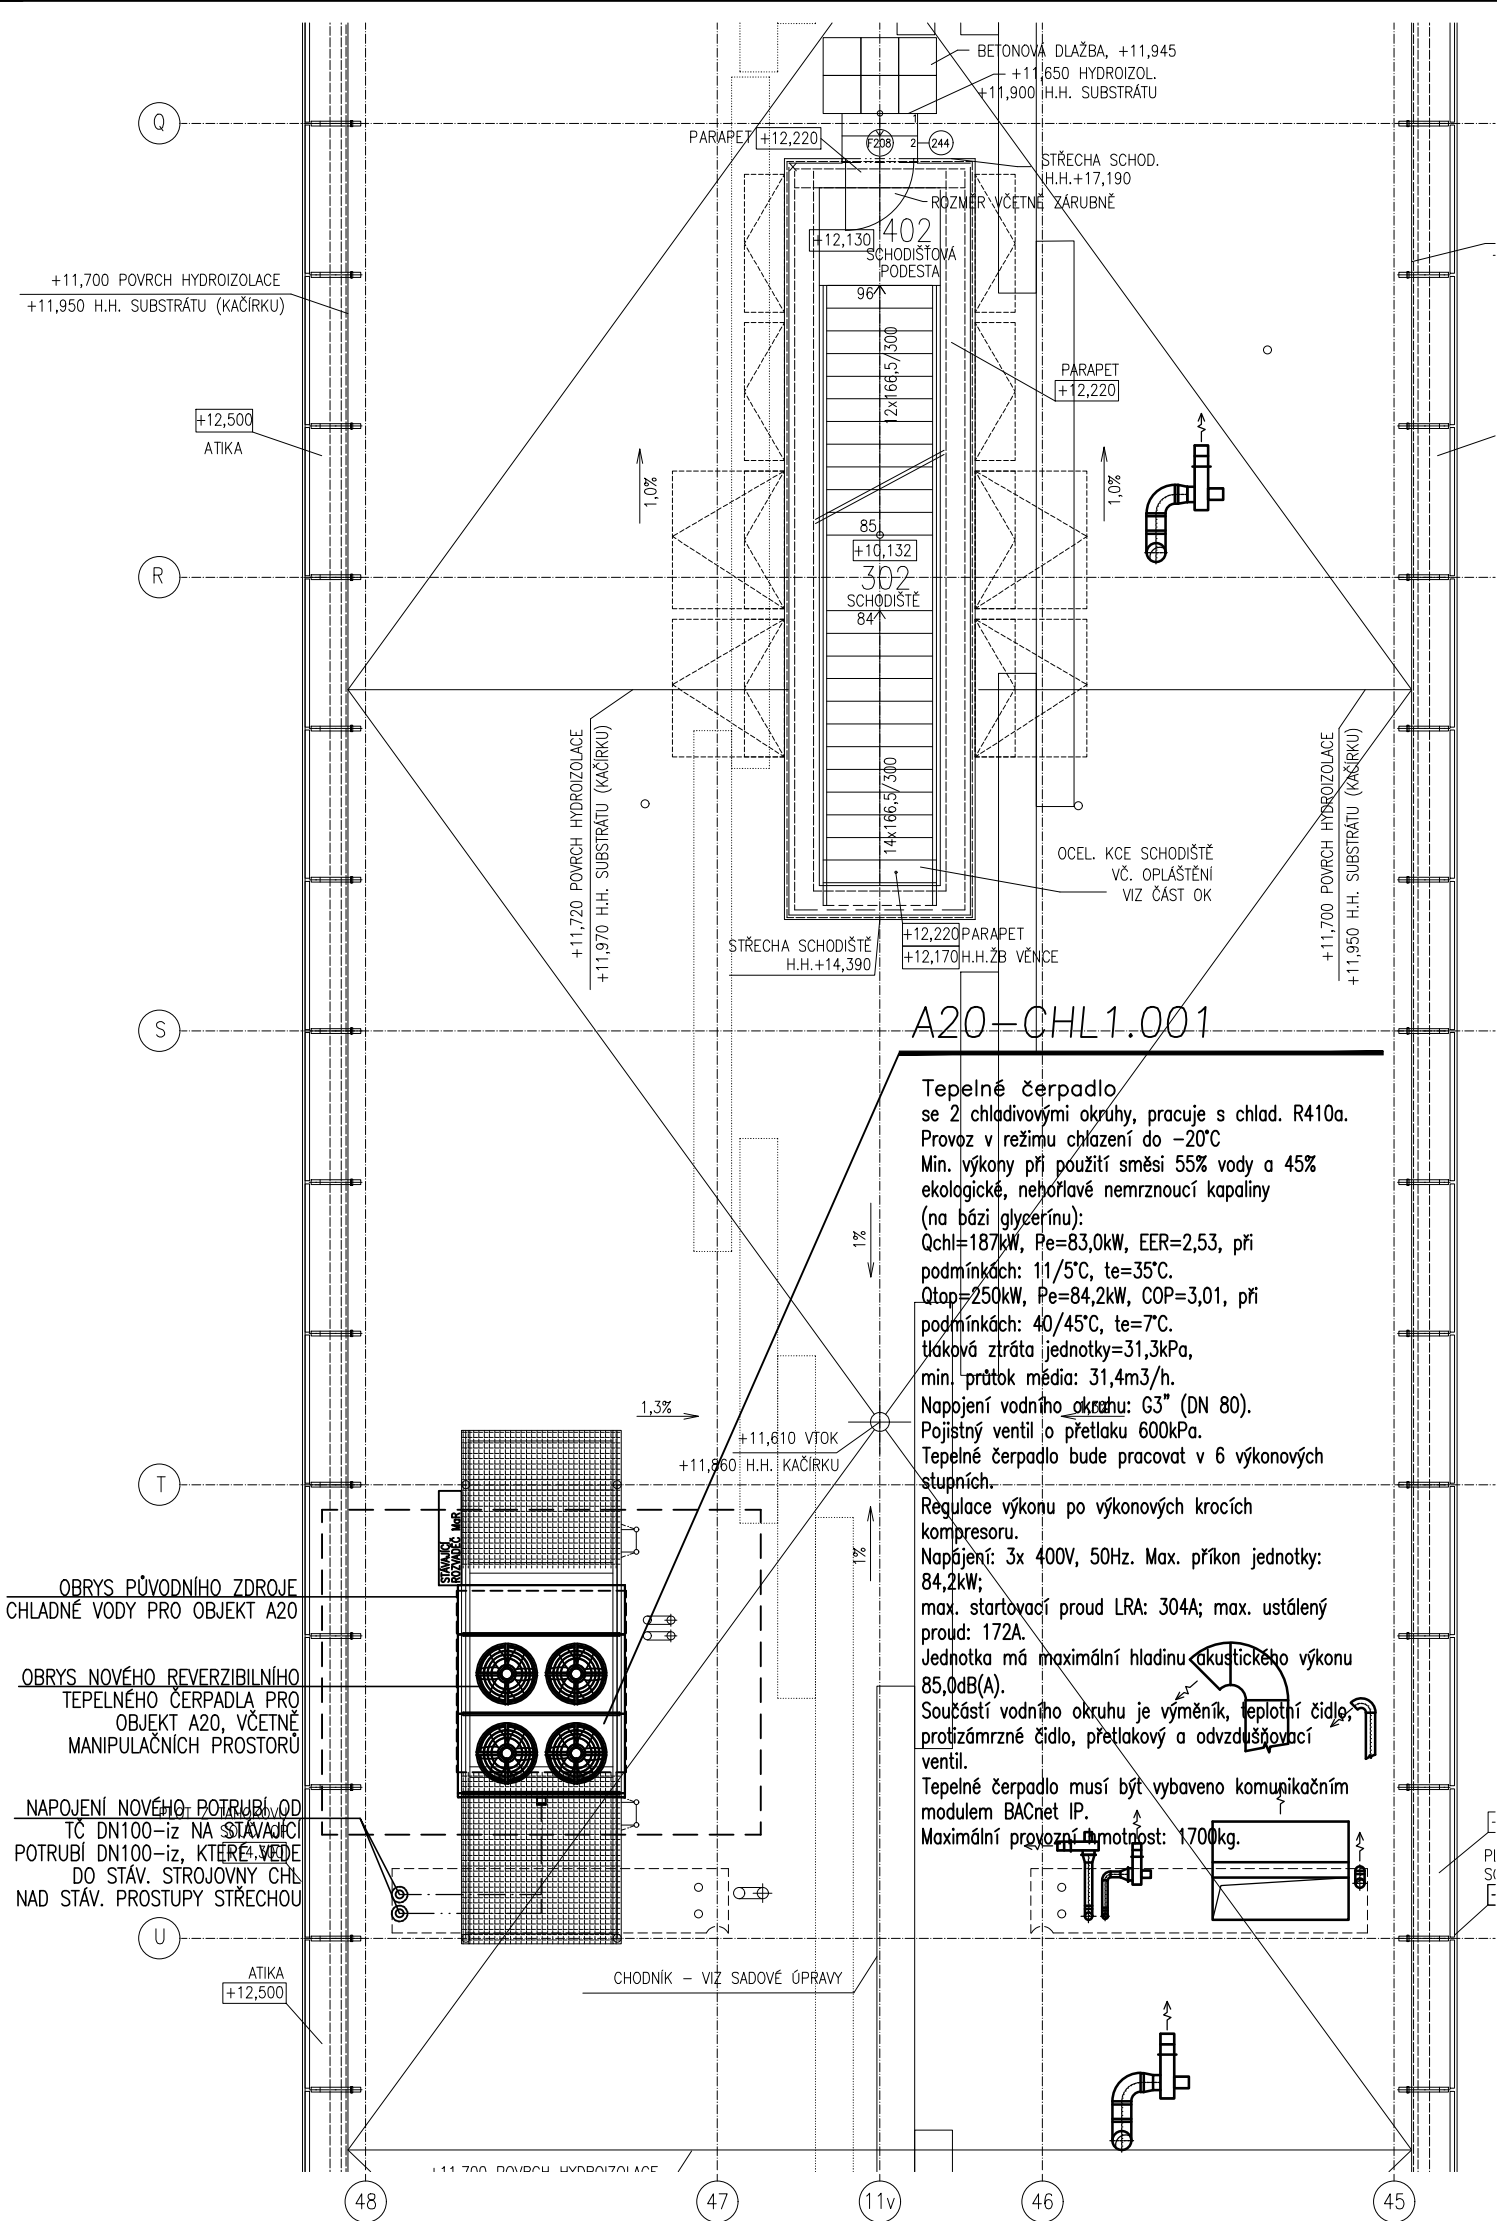 BETONOVÁ DLAŽBA, +11,945
+11,650 HYDROIZOL.
+11,900 H.H. SUBSTRÁTU
Q
PARAPET +12,220
F208
1
2
244
STŘECHA SCHOD.
H.H.+17,190
ROZMĚR VČETNĚ ZÁRUBNĚ
+12,130
402
SCHODIŠŤOVÁ
PODESTA
96
+11,700 POVRCH HYDROIZOLACE
+11,950 H.H. SUBSTRÁTU (KAČÍRKU)
12x166,5/300
PARAPET
+12,220
+12,500
ATIKA
1,0%
1,0%
85
+10,132
R
302
SCHODIŠTĚ
84
+11,720 POVRCH HYDROIZOLACE
+11,970 H.H. SUBSTRÁTU (KAČÍRKU)
14x166,5/300
+11,700 POVRCH HYDROIZOLACE
+11,950 H.H. SUBSTRÁTU (KAČÍRKU)
OCEL. KCE SCHODIŠTĚ
VČ. OPLÁŠTĚNÍ
VIZ ČÁST OK
STŘECHA SCHODIŠTĚ
H.H.+14,390
+12,220 PARAPET
+12,170 H.H.ŽB VĚNCE
S
A20-CHL1.001
Tepelné čerpadlo
se 2 chladivovými okruhy, pracuje s chlad. R410a.
Provoz v režimu chlazení do -20°C
Min. výkony při použití směsi 55% vody a 45%
ekologické, nehořlavé nemrznoucí kapaliny
(na bázi glycerínu):
Qchl=187kW, Pe=83,0kW, EER=2,53, při
podmínkách: 11/5°C, te=35°C.
Qtop=250kW, Pe=84,2kW, COP=3,01, při
podmínkách: 40/45°C, te=7°C.
tlaková ztráta jednotky=31,3kPa,
min. průtok média: 31,4m3/h.
Napojení vodního okruhu: G3" (DN 80).
Pojistný ventil o přetlaku 600kPa.
Tepelné čerpadlo bude pracovat v 6 výkonových
stupních.
Regulace výkonu po výkonových krocích
kompresoru.
Napájení: 3x 400V, 50Hz. Max. příkon jednotky:
84,2kW;
max. startovací proud LRA: 304A; max. ustálený
proud: 172A.
Jednotka má maximální hladinu akustického výkonu
85,0dB(A).
Součástí vodního okruhu je výměník, teplotní čidlo,
protizámrzné čidlo, přetlakový a odvzdušňovací
ventil.
Tepelné čerpadlo musí být vybaveno komunikačním
modulem BACnet IP.
Maximální provozní hmotnost: 1700kg.
1%
1,3%
+11,610 VTOK
+11,860 H.H. KAČÍRKU
T
1%
STÁVAJÍCÍ
ROZVADĚČ MaR
OBRYS PŮVODNÍHO ZDROJE
CHLADNÉ VODY PRO OBJEKT A20
OBRYS NOVÉHO REVERZIBILNÍHO
TEPELNÉHO ČERPADLA PRO
OBJEKT A20, VČETNĚ
MANIPULAČNÍCH PROSTORŮ
NAPOJENÍ NOVÉHO POTRUBÍ OD
TČ DN100-iz NA STÁVAJÍCÍ
POTRUBÍ DN100-iz, KTERÉ VEDE
DO STÁV. STROJOVNY CHL
NAD STÁV. PROSTUPY STŘECHOU
U
ATIKA
+12,500
CHODNÍK - VIZ SADOVÉ ÚPRAVY
+11,700 POVRCH HYDROIZOLACE
48
47
11v
46
45